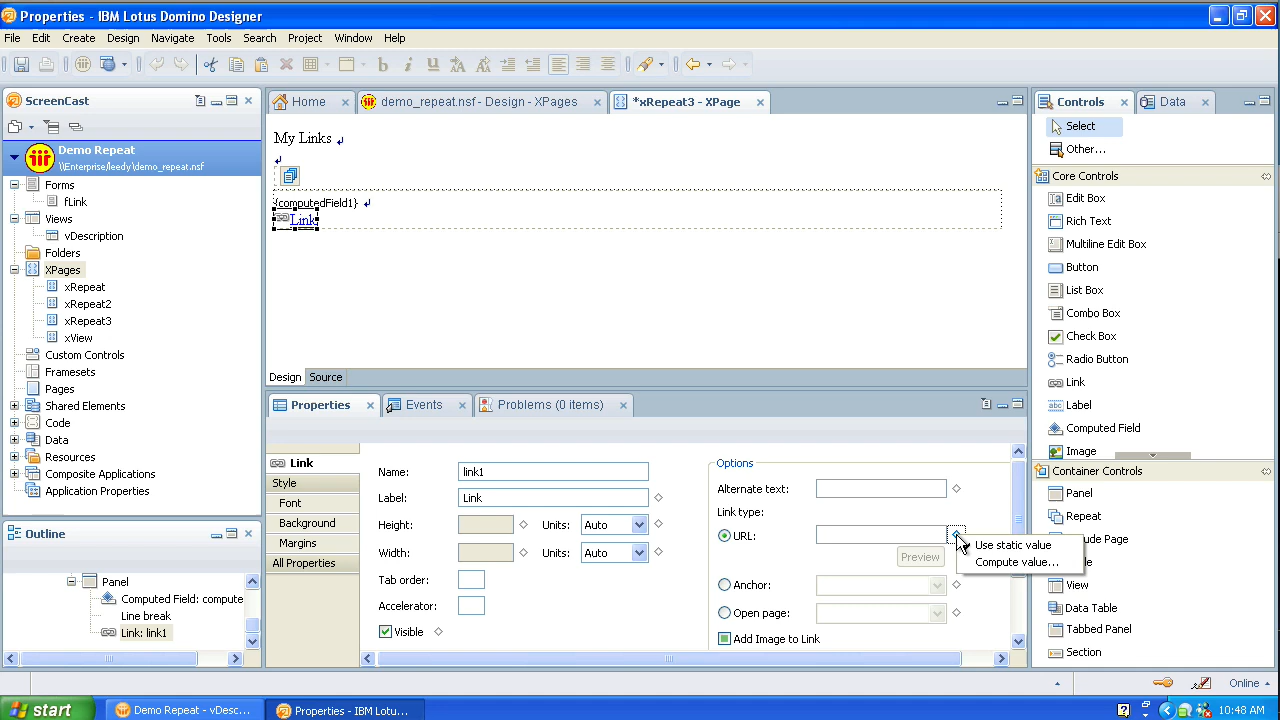 Properties - IBM Lotus Domino Designer
File Edit Create Design Navigate Tools Search Project Window Help
ScreenCast
Demo Repeat
\\Enterprise/leedy\demo_repeat.nsf
Forms
fLink
Views
vDescription
Folders
XPages
xRepeat
xRepeat2
xRepeat3
xView
Custom Controls
Framesets
Pages
Shared Elements
Code
Data
Resources
Composite Applications
Application Properties
Outline
Panel
Computed Field: compute
Line break
Link: link1
Home
demo_repeat.nsf - Design - XPages
*xRepeat3 - XPage
My Links
{computedField1}
Link
Design Source
Properties
Events
Problems (0 items)
Link
Style
Font
Background
Margins
All Properties
Name: link1
Label: Link
Height: Units: Auto
Width: Units: Auto
Tab order:
Accelerator:
Visible
Options
Alternate text:
Link type:
URL:
Preview
Anchor:
Open page:
Add Image to Link
Use static value
Compute value...
Controls
Data
Select
Other...
Core Controls
Edit Box
Rich Text
Multiline Edit Box
Button
List Box
Combo Box
Check Box
Radio Button
Link
Label
Computed Field
Image
Container Controls
Panel
Repeat
Page
View
Data Table
Tabbed Panel
Section
Online
start
Demo Repeat - vDesc...
Properties - IBM Lotu...
10:48 AM